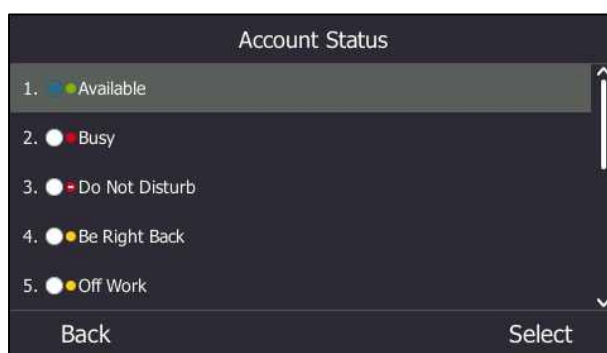 Account Status
1. Available
2. Busy
3. Do Not Disturb
4. Be Right Back
5. Off Work
Back Select